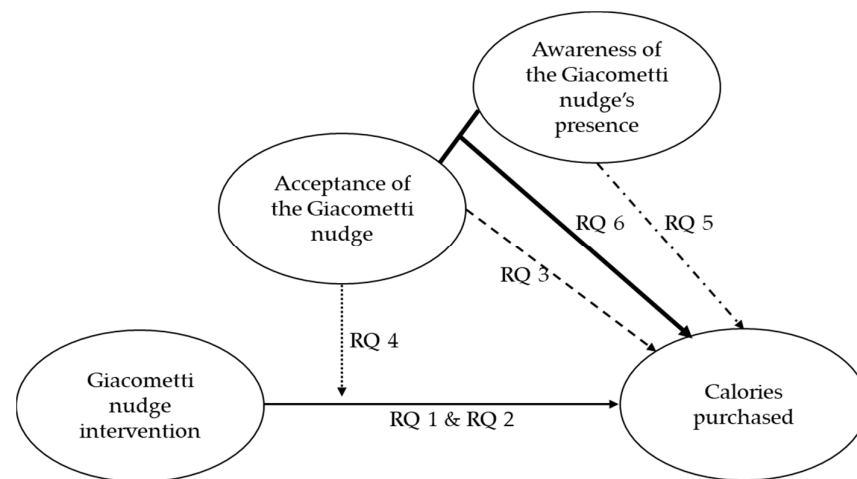 Awareness of
the Giacometti
nudge's
presence
Acceptance of
the Giacometti
nudge
RQ 6
RQ 5
RQ 3
RQ 4
Giacometti
nudge
intervention
RQ 1 & RQ 2
Calories
purchased